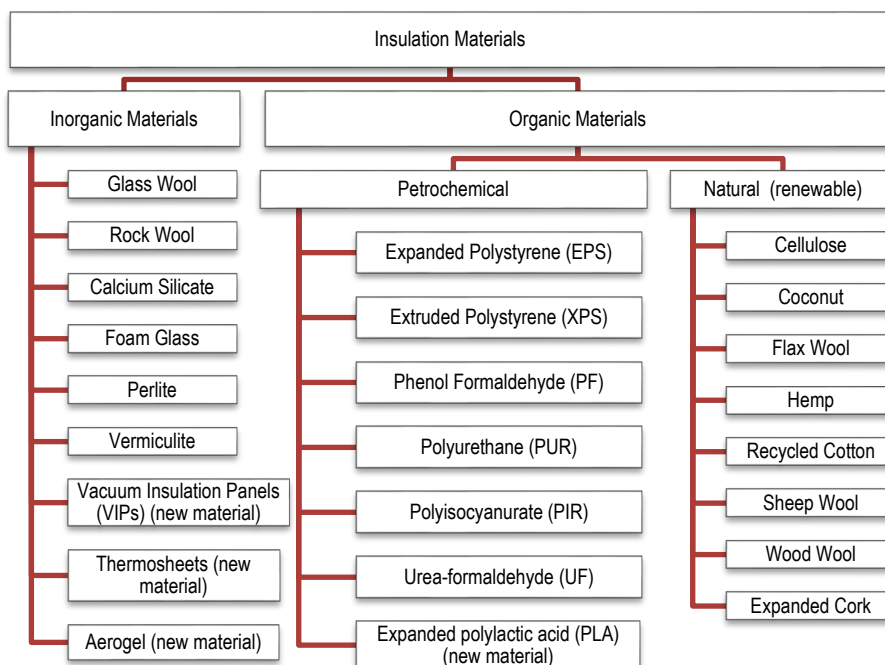 Insulation Materials
Inorganic Materials
Organic Materials
Glass Wool
Rock Wool
Calcium Silicate
Foam Glass
Perlite
Vermiculite
Vacuum Insulation Panels
(VIPs) (new material)
Thermosheets (new
material)
Aerogel (new material)
Petrochemical
Expanded Polystyrene (EPS)
Extruded Polystyrene (XPS)
Phenol Formaldehyde (PF)
Polyurethane (PUR)
Polyisocyanurate (PIR)
Urea-formaldehyde (UF)
Expanded polylactic acid (PLA)
(new material)
Natural (renewable)
Cellulose
Coconut
Flax Wool
Hemp
Recycled Cotton
Sheep Wool
Wood Wool
Expanded Cork